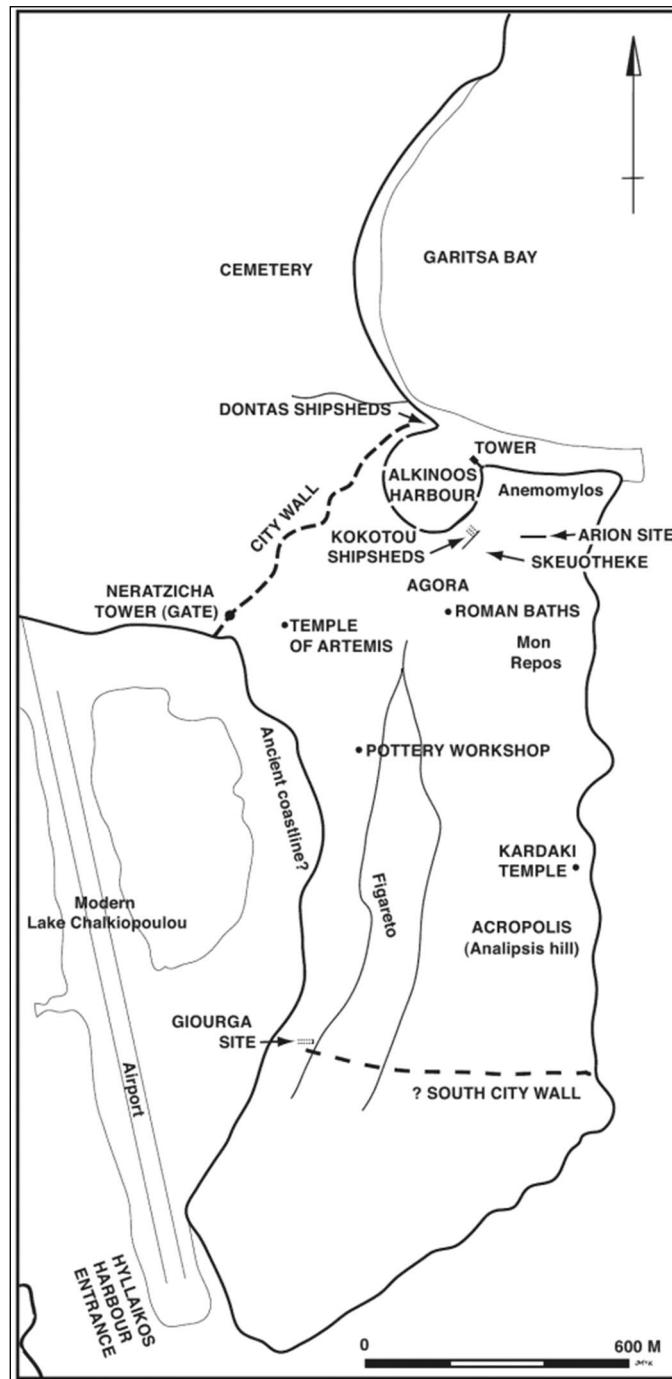 CEMETERY
GARITSA BAY
DONTAS SHIPSHEDS
TOWER
ALKINOOS
HARBOUR
Anemomylos
CITY WALL
KOKOTOU
SHIPSHEDS
ARION SITE
SKEUOTHEKE
AGORA
NERATZICHA
TOWER (GATE)
ROMAN BATHS
TEMPLE
OF ARTEMIS
Mon
Repos
Ancient coastline?
POTTERY WORKSHOP
KARDAKI
TEMPLE
Modern
Lake Chalkiopoulou
Figareto
ACROPOLIS
(Analipsis hill)
GIOURGA
SITE
Airport
? SOUTH CITY WALL
HYLLAIKOS
HARBOUR
ENTRANCE
0 600 M